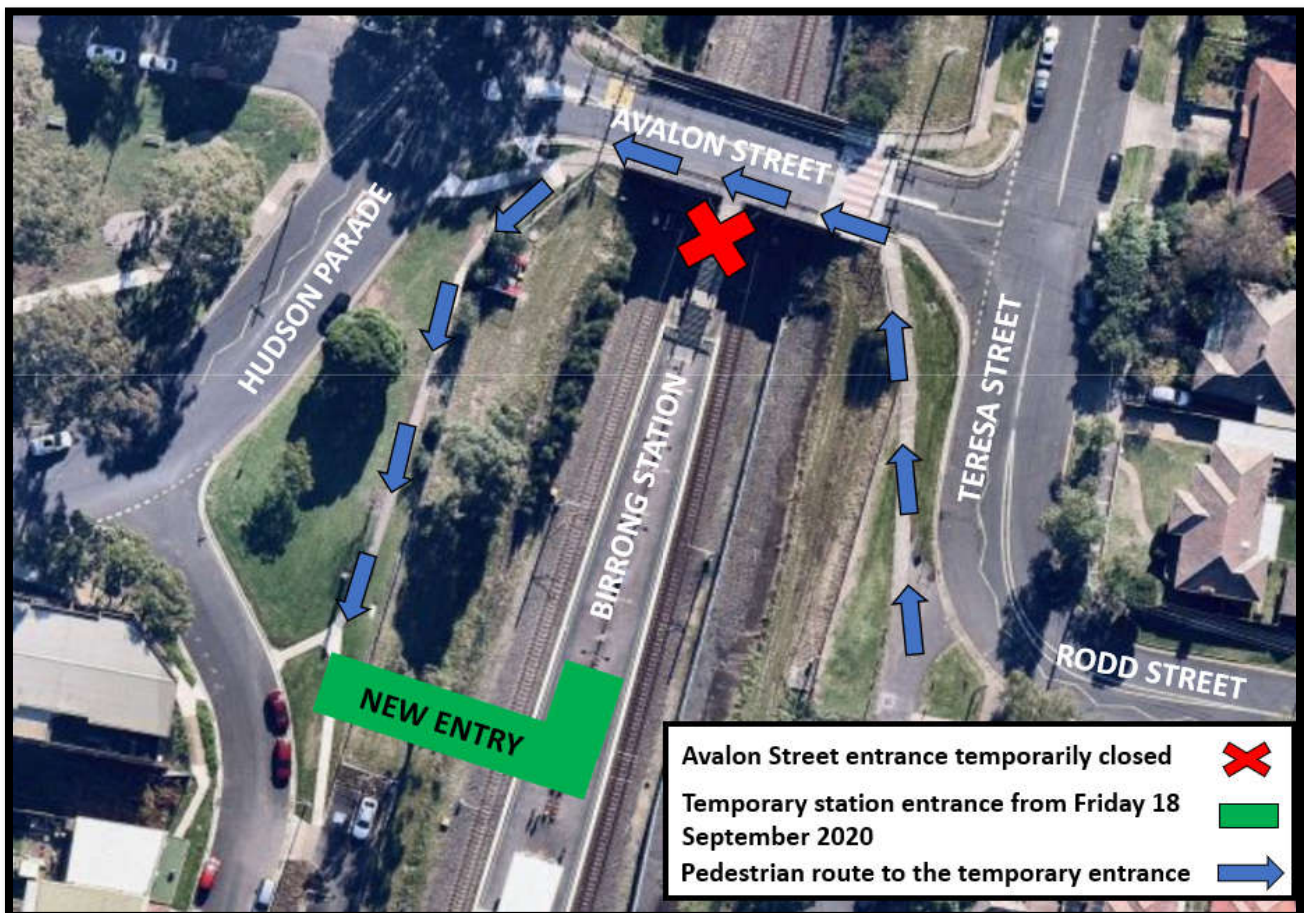 AVALON STREET
HUDSON PARADE
BIRRONG STATION
TERESA STREET
RODD STREET
NEW ENTRY
Avalon Street entrance temporarily closed
Temporary station entrance from Friday 18
September 2020
Pedestrian route to the temporary entrance